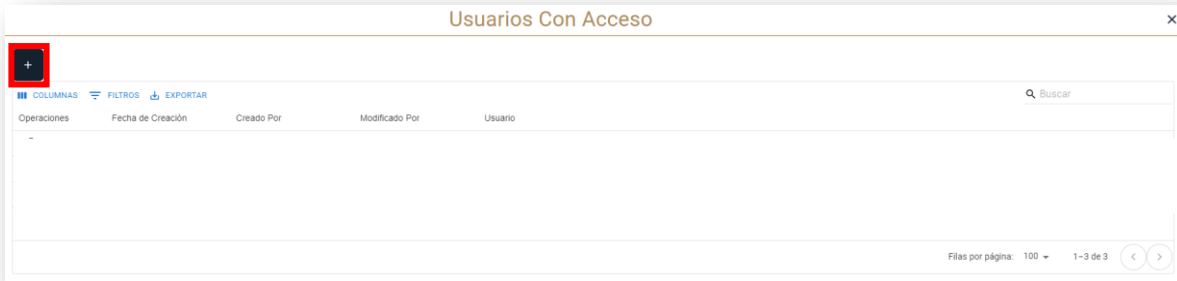 Usuarios Con Acceso ×
+
COLUMNAS FILTROS EXPORTAR Buscar
Operaciones Fecha de Creación Creado Por Modificado Por Usuario
Filas por página: 100 1–3 de 3 < >